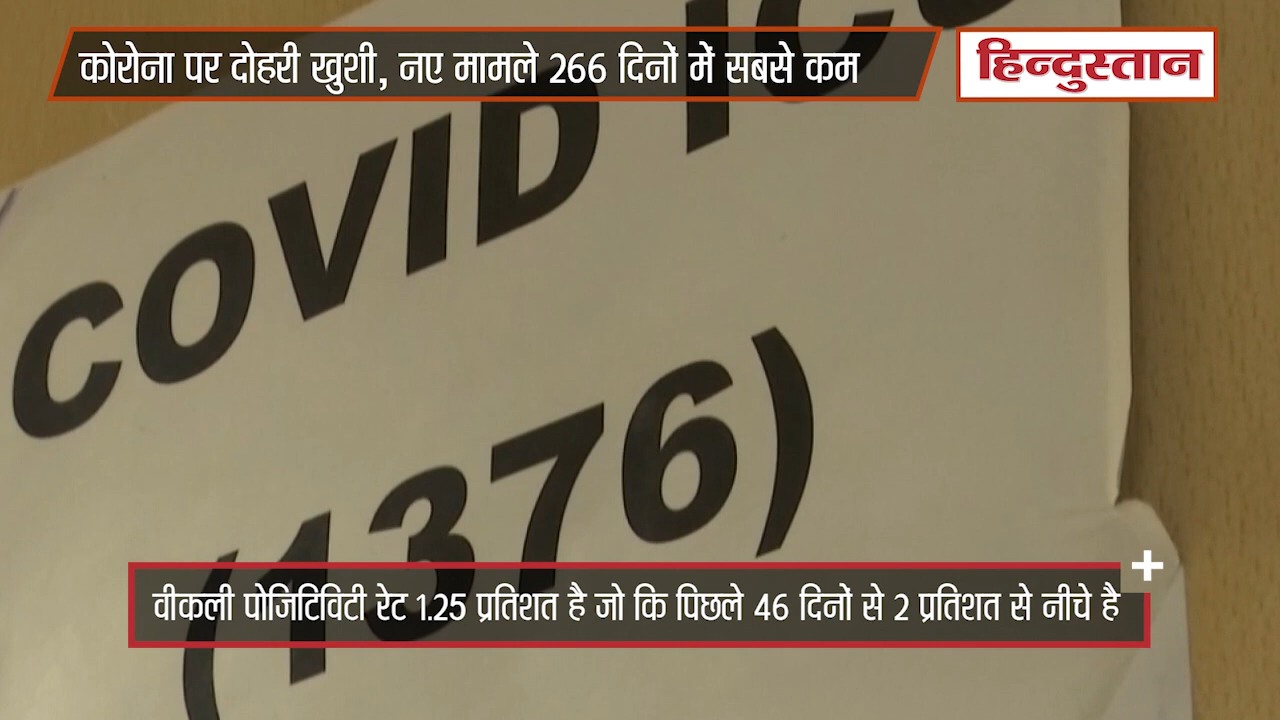 कोरोना पर दोहरी खुशी, नए मामले 266 दिनों में सबसे कम
हिन्दुस्तान
COVID IC
(1376)
वीकली पोजिटिविटी रेट 1.25 प्रतिशत है जो कि पिछले 46 दिनों से 2 प्रतिशत से नीचे है